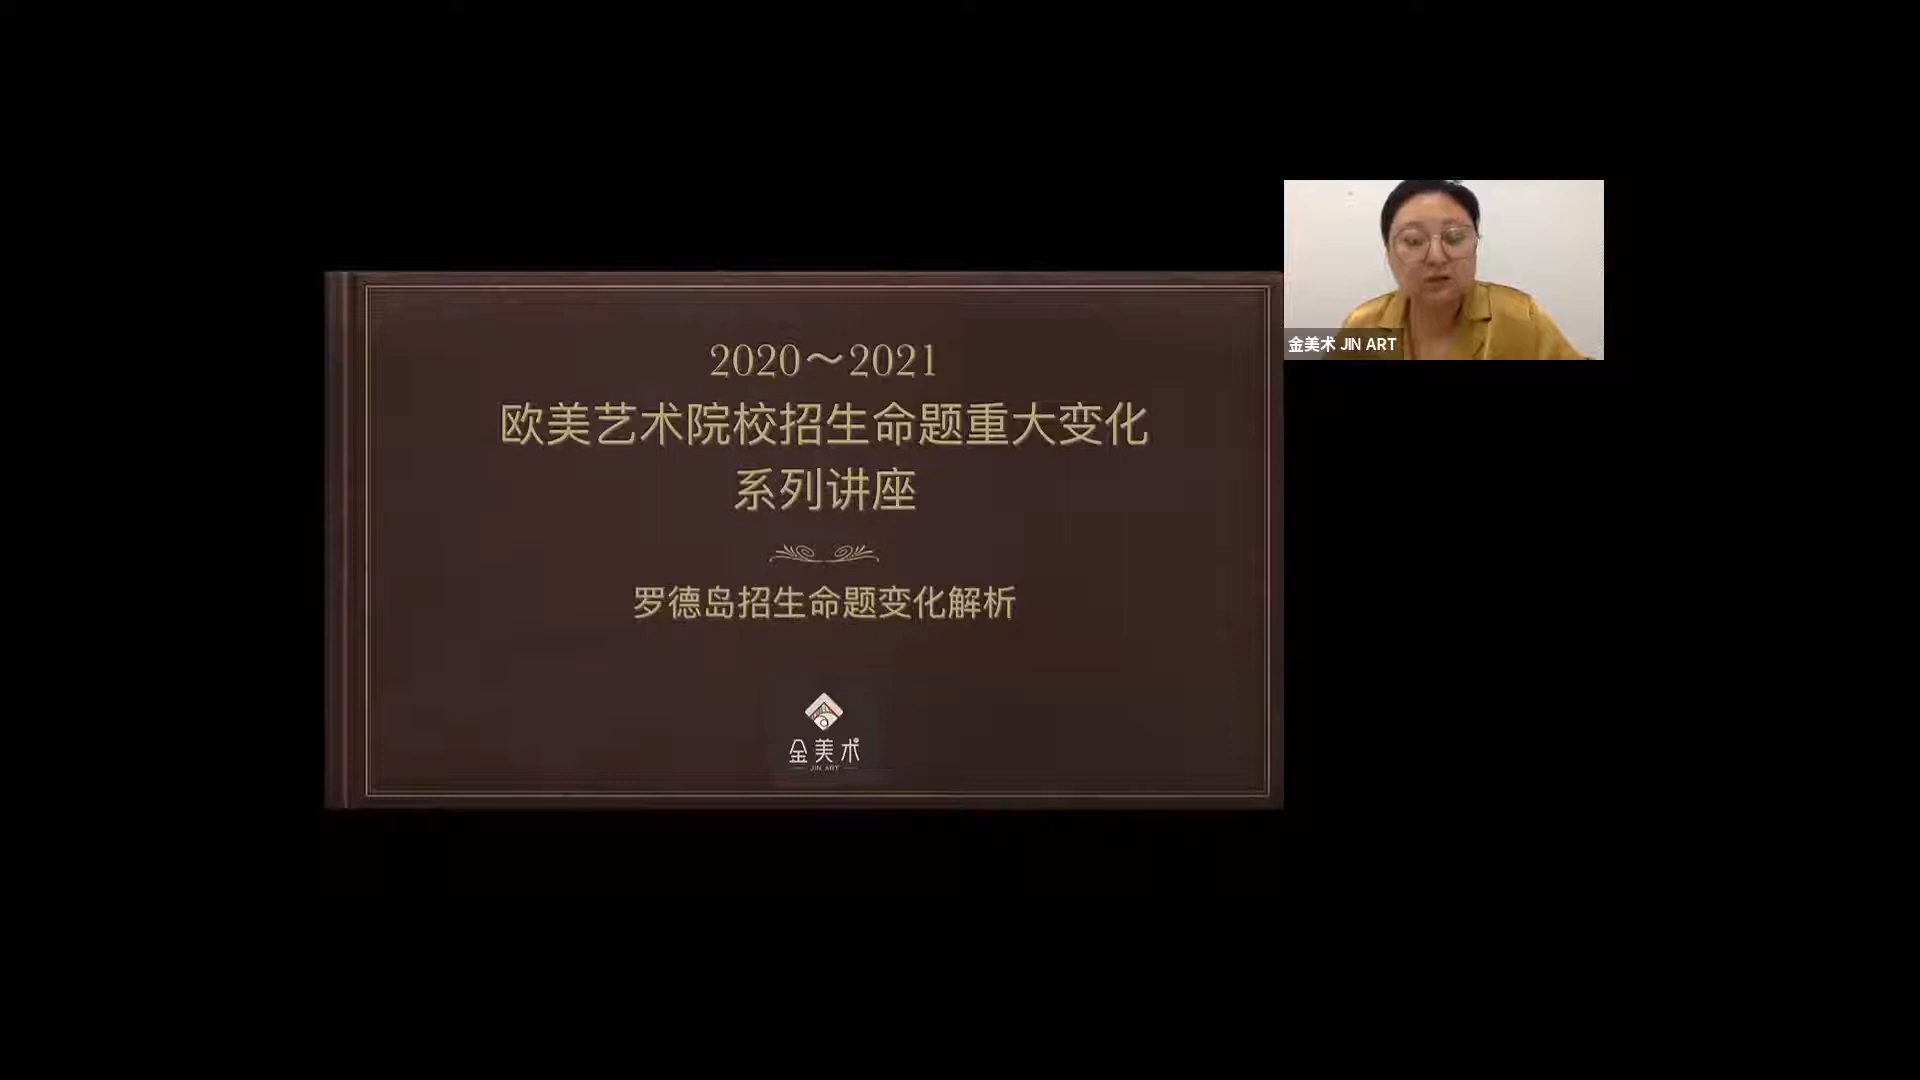 2020～2021
欧美艺术院校招生命题重大变化
系列讲座
罗德岛招生命题变化解析
金美术
JIN ART
金美术 JIN ART